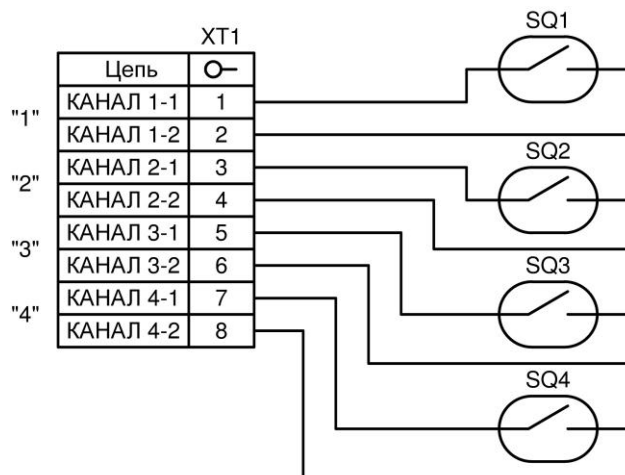 XT1
Цепь
"1" КАНАЛ 1-1 1
КАНАЛ 1-2 2
"2" КАНАЛ 2-1 3
КАНАЛ 2-2 4
"3" КАНАЛ 3-1 5
КАНАЛ 3-2 6
"4" КАНАЛ 4-1 7
КАНАЛ 4-2 8
SQ1
SQ2
SQ3
SQ4